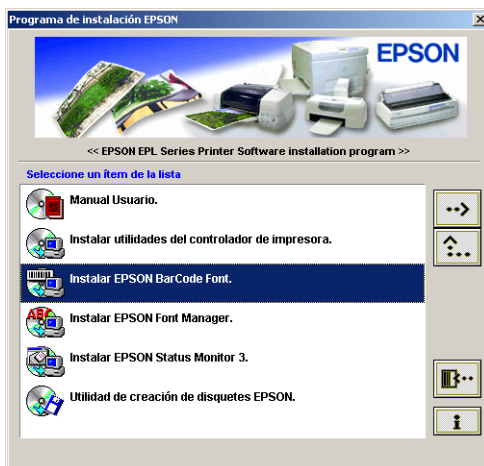 Programa de instalación EPSON
EPSON
<< EPSON EPL Series Printer Software installation program >>
Seleccione un ítem de la lista
Manual Usuario.
Instalar utilidades del controlador de impresora.
Instalar EPSON BarCode Font.
ABC
Instalar EPSON Font Manager.
Instalar EPSON Status Monitor 3.
Utilidad de creación de disquetes EPSON.
i